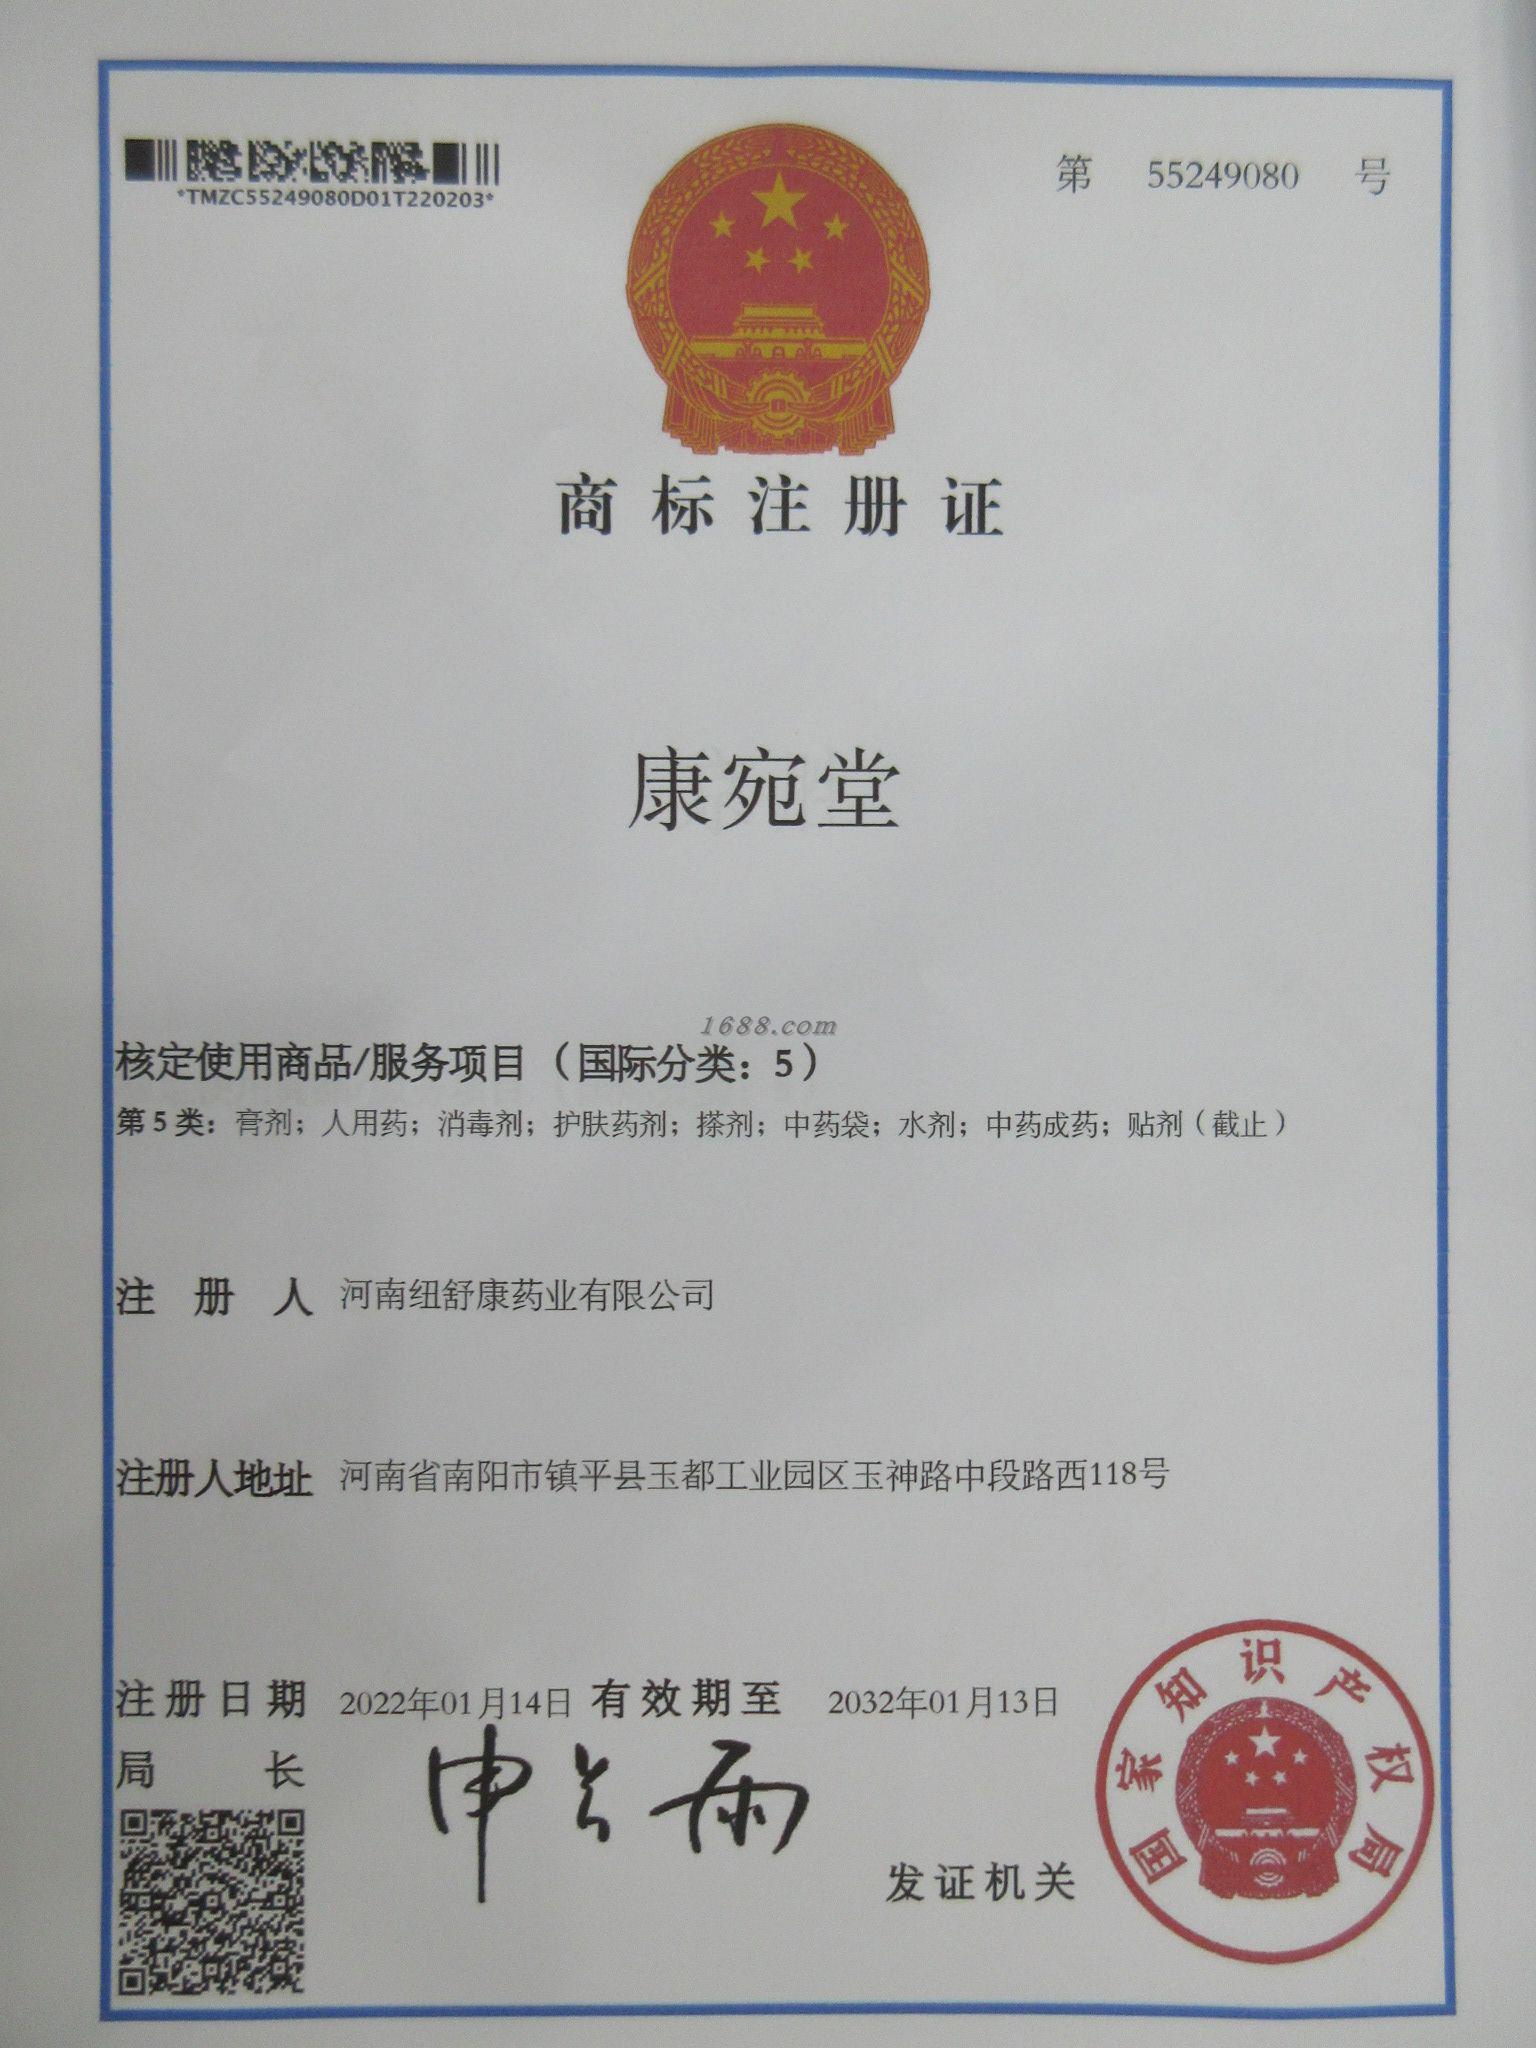 *TMZC55249080D01T220203*
第 55249080 号
商标注册证
康宛堂
1688.com
核定使用商品/服务项目（国际分类：5）
第5类：膏剂；人用药；消毒剂；护肤药剂；搽剂；中药袋；水剂；中药成药；贴剂（截止）
注册人 河南纽舒康药业有限公司
注册人地址 河南省南阳市镇平县玉都工业园区玉神路中段路西118号
注册日期 2022年01月14日 有效期至 2032年01月13日
局长 申长雨
发证机关
国家知识产权局